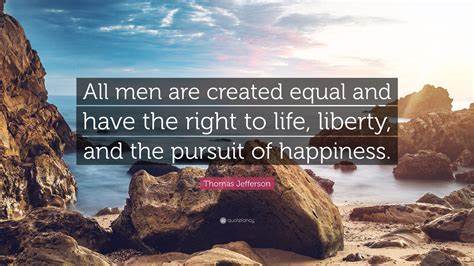 All men are created equal and
have the right to life, liberty,
and the pursuit of happiness.
Thomas Jefferson
quotefancy